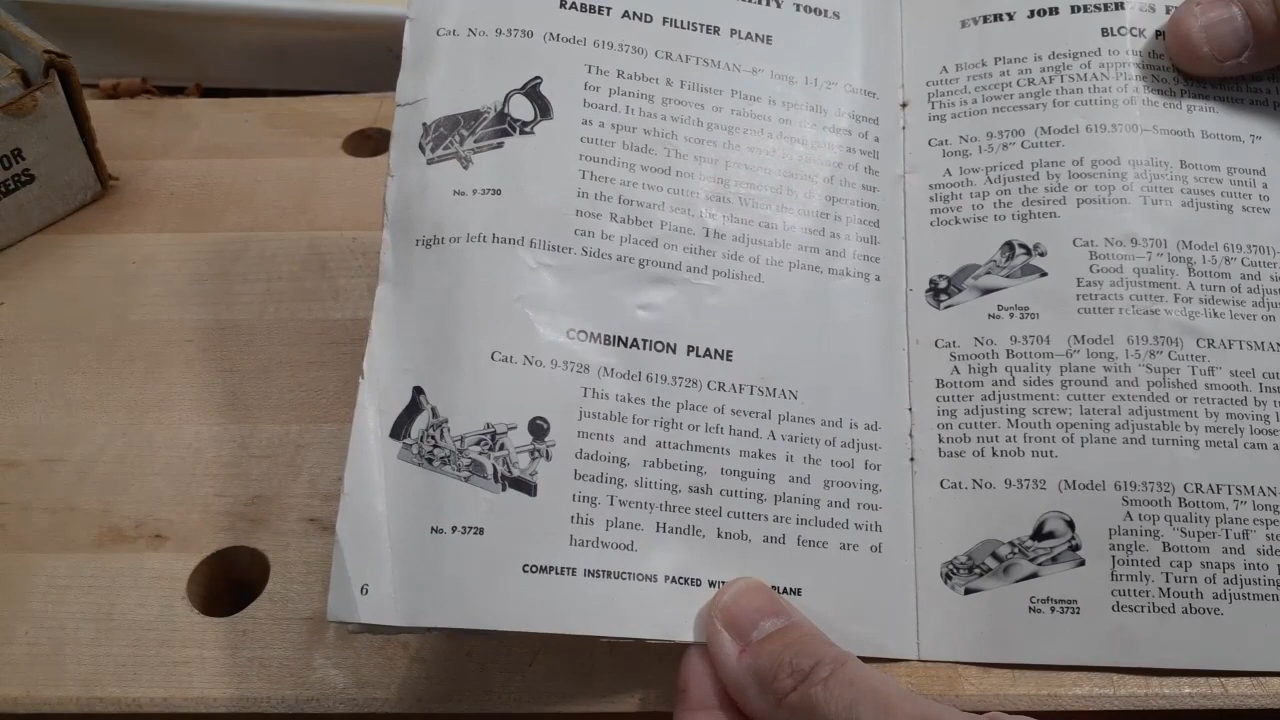 OR
KERS
LITY TOOLS
RABBET AND FILLISTER PLANE
Cat. No. 9-3730 (Model 619.3730) CRAFTSMAN—8" long, 1-1/2" Cutter.
The Rabbet & Fillister Plane is specially designed
for planing grooves or rabbets on the edges of a
board. It has a width gauge and a depth gauge as well
as a spur which scores the wood in advance of the
cutter blade. The spur prevents tearing of the sur-
rounding wood not being removed by the operation.
There are two cutter seats. When the cutter is placed
in the forward seat, the plane can be used as a bull-
nose Rabbet Plane. The adjustable arm and fence
can be placed on either side of the plane, making a
right or left hand fillister. Sides are ground and polished.
No. 9-3730
COMBINATION PLANE
Cat. No. 9-3728 (Model 619.3728) CRAFTSMAN
This takes the place of several planes and is ad-
justable for right or left hand. A variety of adjust-
ments and attachments makes it the tool for
dadoing, rabbeting, tonguing and grooving,
beading, slitting, sash cutting, planing and rou-
ting. Twenty-three steel cutters are included with
this plane. Handle, knob, and fence are of
hardwood.
No. 9-3728
COMPLETE INSTRUCTIONS PACKED WIT PLANE
6
EVERY JOB DESERVES
BLOCK PL
A Block Plane is designed to cut the
cutter rests at an angle of approximatel
planed, except CRAFTSMAN Plane No. 9-3732 which has a
This is a lower angle than that of a Bench Plane cutter and p
ing action necessary for cutting off the end grain.
Cat. No. 9-3700 (Model 619.3700)—Smooth Bottom, 7"
long, 1-5/8" Cutter.
A low-priced plane of good quality. Bottom ground
smooth. Adjusted by loosening adjusting screw until a
slight tap on the side or top of cutter causes cutter to
move to the desired position. Turn adjusting screw
clockwise to tighten.
Cat. No. 9-3701 (Model 619.3701)-
Bottom—7" long, 1-5/8" Cutter.
Good quality. Bottom and si
Easy adjustment. A turn of adjus
retracts cutter. For sidewise adju
cutter release wedge-like lever on
Dunlap
No. 9-3701
Cat. No. 9-3704 (Model 619.3704) CRAFTSMAN
Smooth Bottom—6" long, 1-5/8" Cutter.
A high quality plane with "Super Tuff" steel cut
Bottom and sides ground and polished smooth. Inst
cutter adjustment: cutter extended or retracted by t
ing adjusting screw; lateral adjustment by moving l
on cutter. Mouth opening adjustable by merely loose
knob nut at front of plane and turning metal cam a
base of knob nut.
Cat. No. 9-3732 (Model 619.3732) CRAFTSMAN-
Smooth Bottom, 7" long
A top quality plane espe
planing. "Super-Tuff" ste
angle. Bottom and side
Jointed cap snaps into p
firmly. Turn of adjusting
cutter. Mouth adjustmen
described above.
Craftsman
No. 9-3732